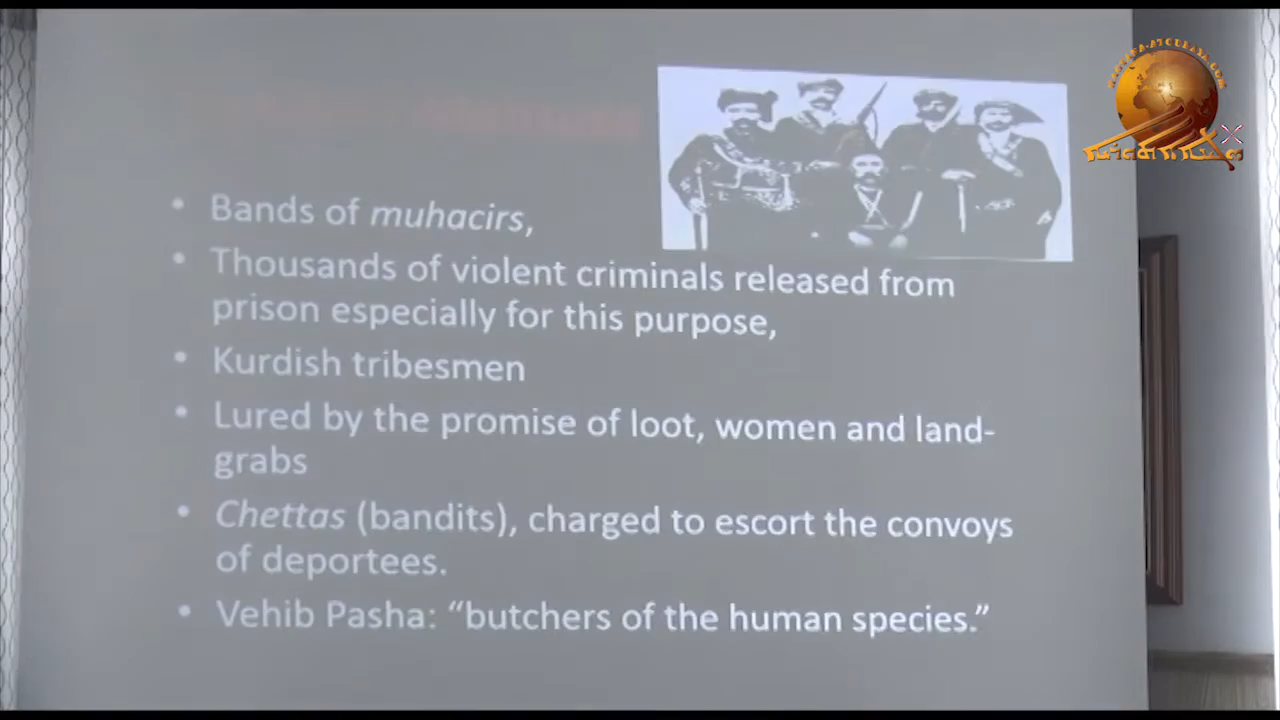 • Bands of muhacirs,
• Thousands of violent criminals released from
prison especially for this purpose,
• Kurdish tribesmen
• Lured by the promise of loot, women and land-
grabs
• Chettas (bandits), charged to escort the convoys
of deportees.
• Vehib Pasha: “butchers of the human species.”